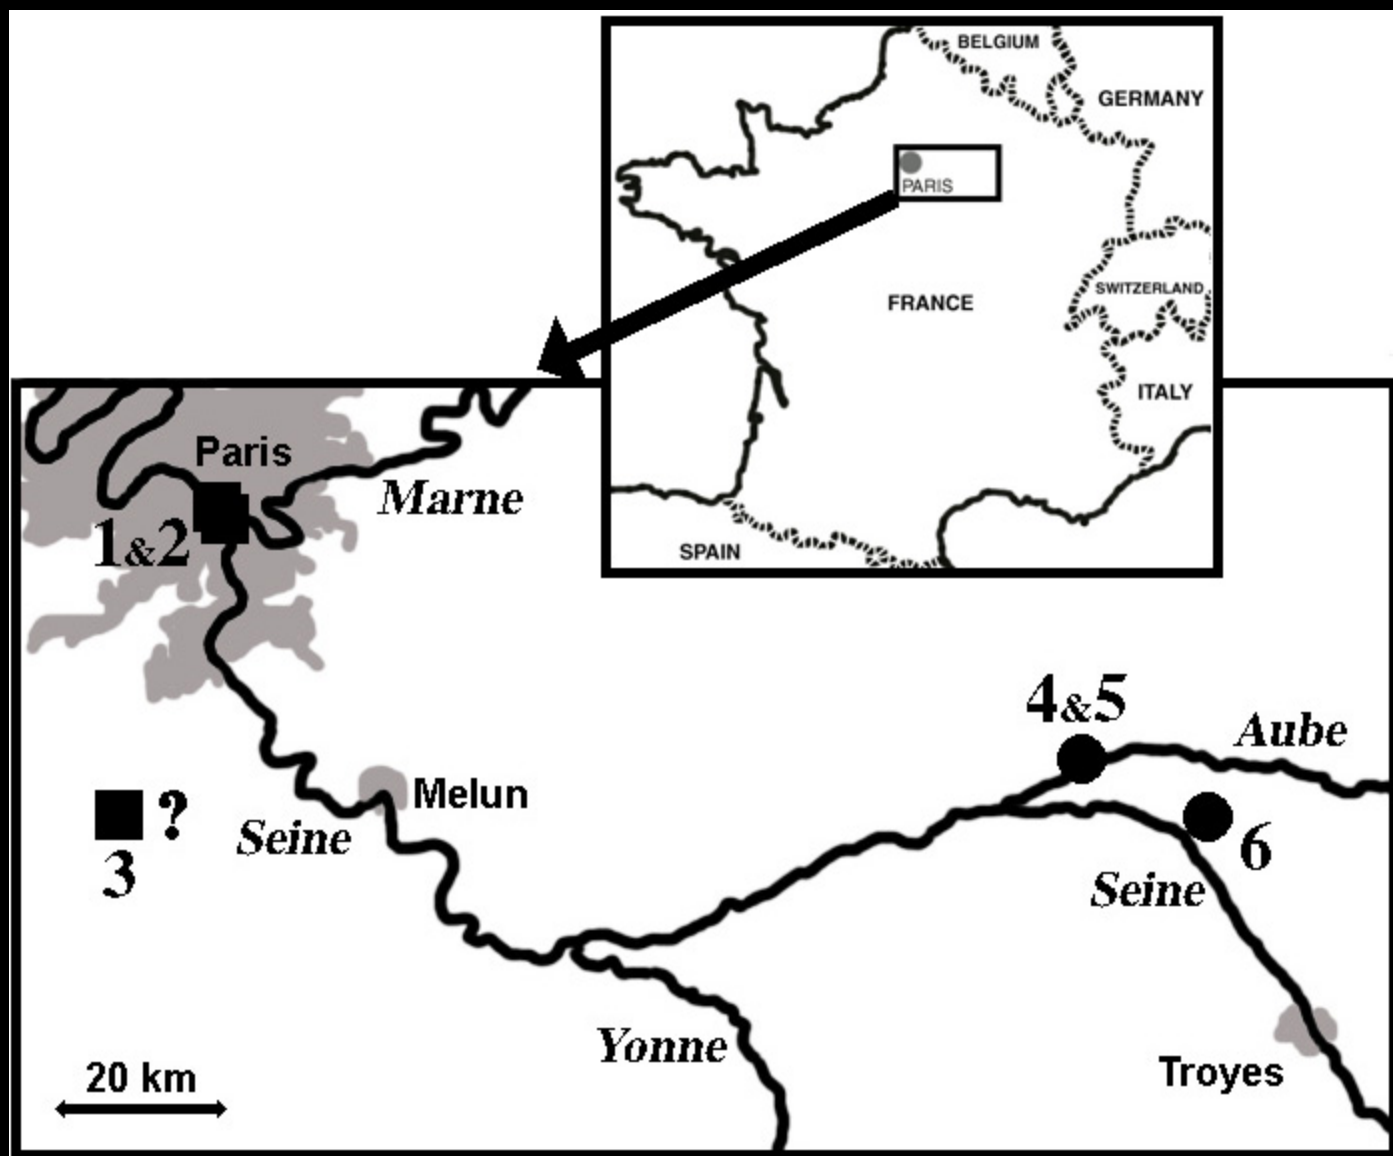 BELGIUM
GERMANY
PARIS
FRANCE
SWITZERLAND
ITALY
SPAIN
Paris
Marne
1&2
4&5
Aube
Melun
Seine
?
3
6
Seine
Yonne
Troyes
20 km